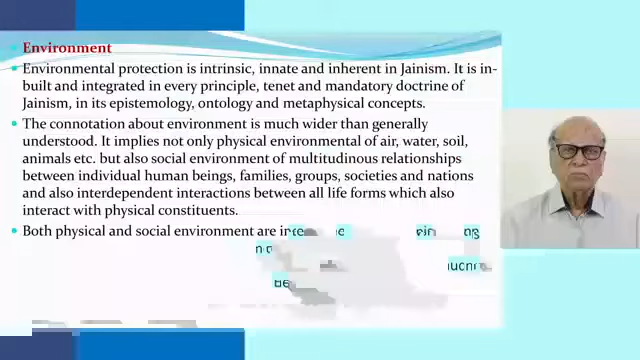 Environment
Environmental protection is intrinsic, innate and inherent in Jainism. It is in-
built and integrated in every principle, tenet and mandatory doctrine of
Jainism, in its epistemology, ontology and metaphysical concepts.
The connotation about environment is much wider than generally
understood. It implies not only physical environmental of air, water, soil,
animals etc. but also social environment of multitudinous relationships
between individual human beings, families, groups, societies and nations
and also interdependent interactions between all life forms which also
interact with physical constituents.
Both physical and social environment are